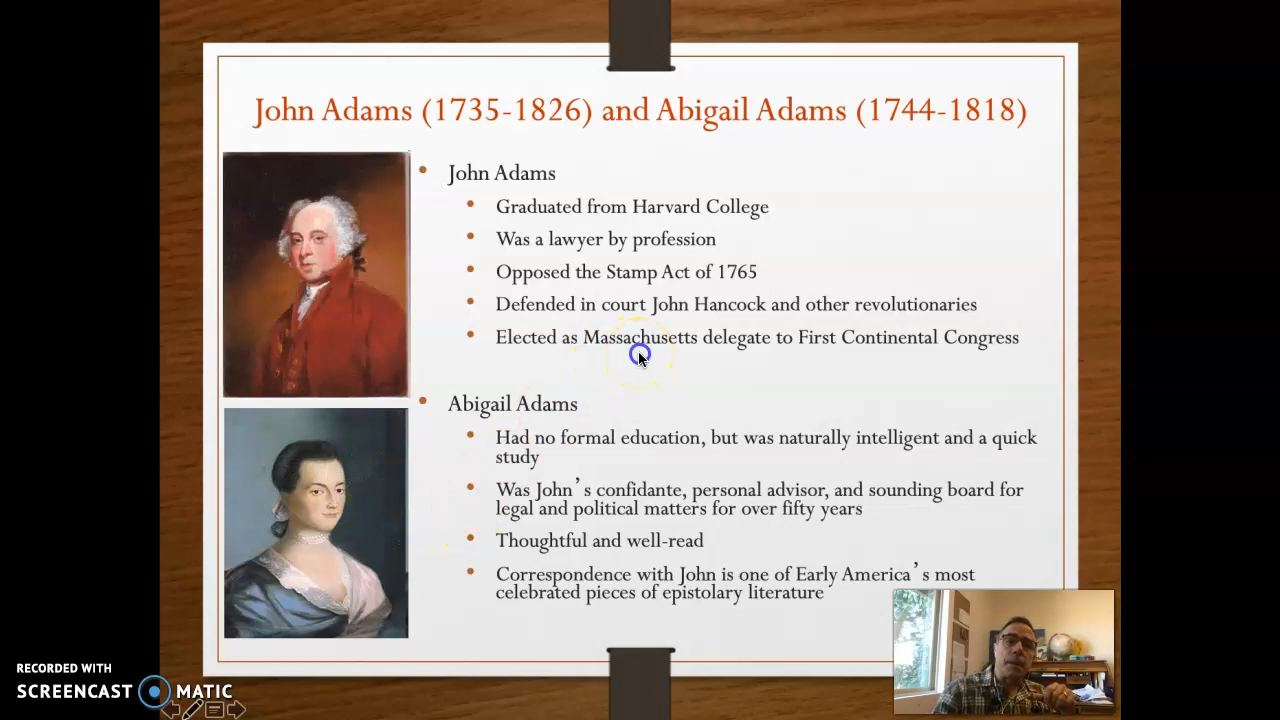 John Adams (1735-1826) and Abigail Adams (1744-1818)
John Adams
Graduated from Harvard College
Was a lawyer by profession
Opposed the Stamp Act of 1765
Defended in court John Hancock and other revolutionaries
Elected as Massachusetts delegate to First Continental Congress
Abigail Adams
Had no formal education, but was naturally intelligent and a quick
study
Was John’s confidante, personal advisor, and sounding board for
legal and political matters for over fifty years
Thoughtful and well-read
Correspondence with John is one of Early America’s most
celebrated pieces of epistolary literature
RECORDED WITH
SCREENCAST MATIC